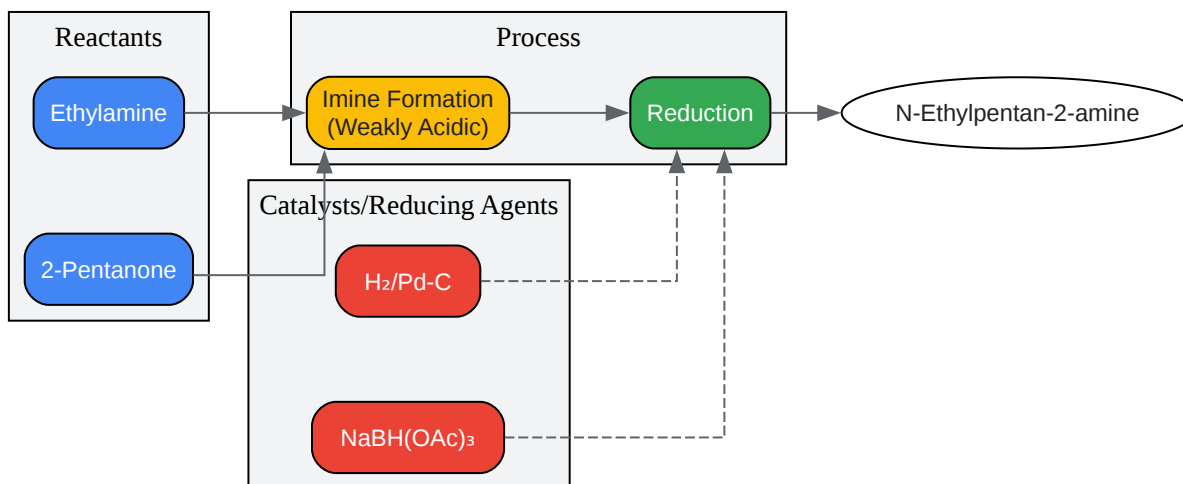 Reactants
Process
Ethylamine
Imine Formation
(Weakly Acidic)
Reduction
N-Ethylpentan-2-amine
Catalysts/Reducing Agents
2-Pentanone
H₂/Pd-C
NaBH(OAc)₃